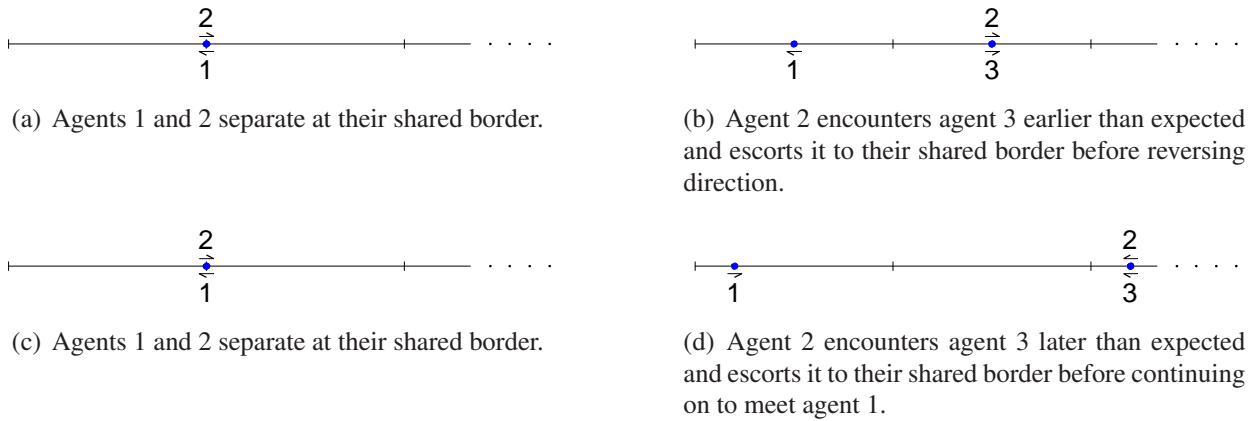 2
1
(a) Agents 1 and 2 separate at their shared border.
2
1 3
(b) Agent 2 encounters agent 3 earlier than expected
and escorts it to their shared border before reversing
direction.
2
1
(c) Agents 1 and 2 separate at their shared border.
2
1 3
(d) Agent 2 encounters agent 3 later than expected
and escorts it to their shared border before continuing
on to meet agent 1.